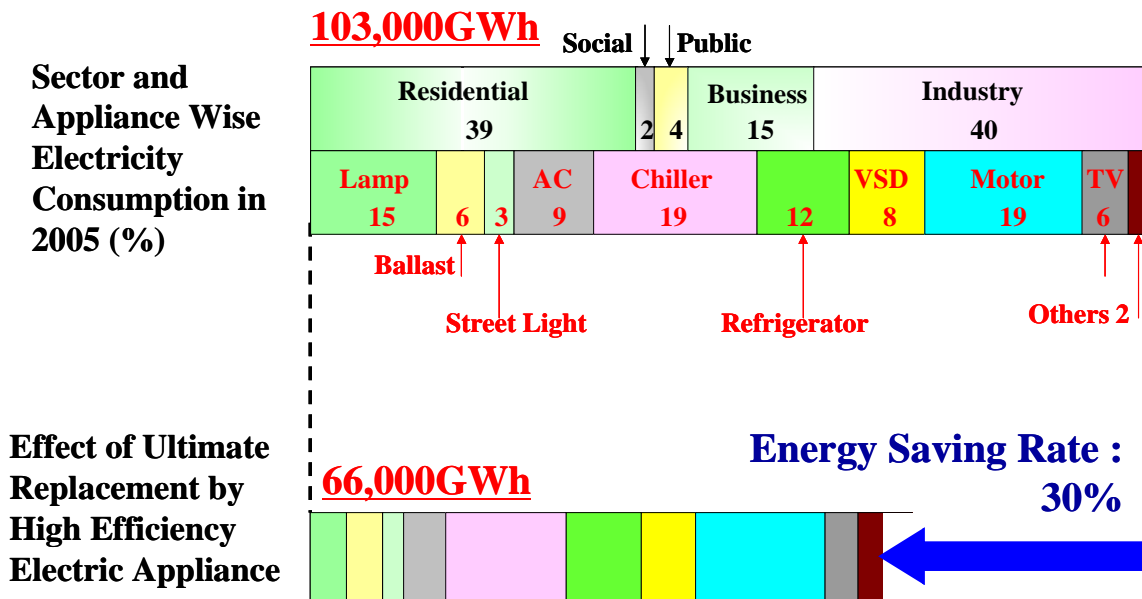 103,000GWh
Social
Public
Sector and
Appliance Wise
Electricity
Consumption in
2005 (%)
Residential
39
2
4
Business
15
Industry
40
Lamp
15
6
3
AC
9
Chiller
19
12
VSD
8
Motor
19
TV
6
Ballast
Street Light
Refrigerator
Others 2
Effect of Ultimate
Replacement by
High Efficiency
Electric Appliance
66,000GWh
Energy Saving Rate :
30%